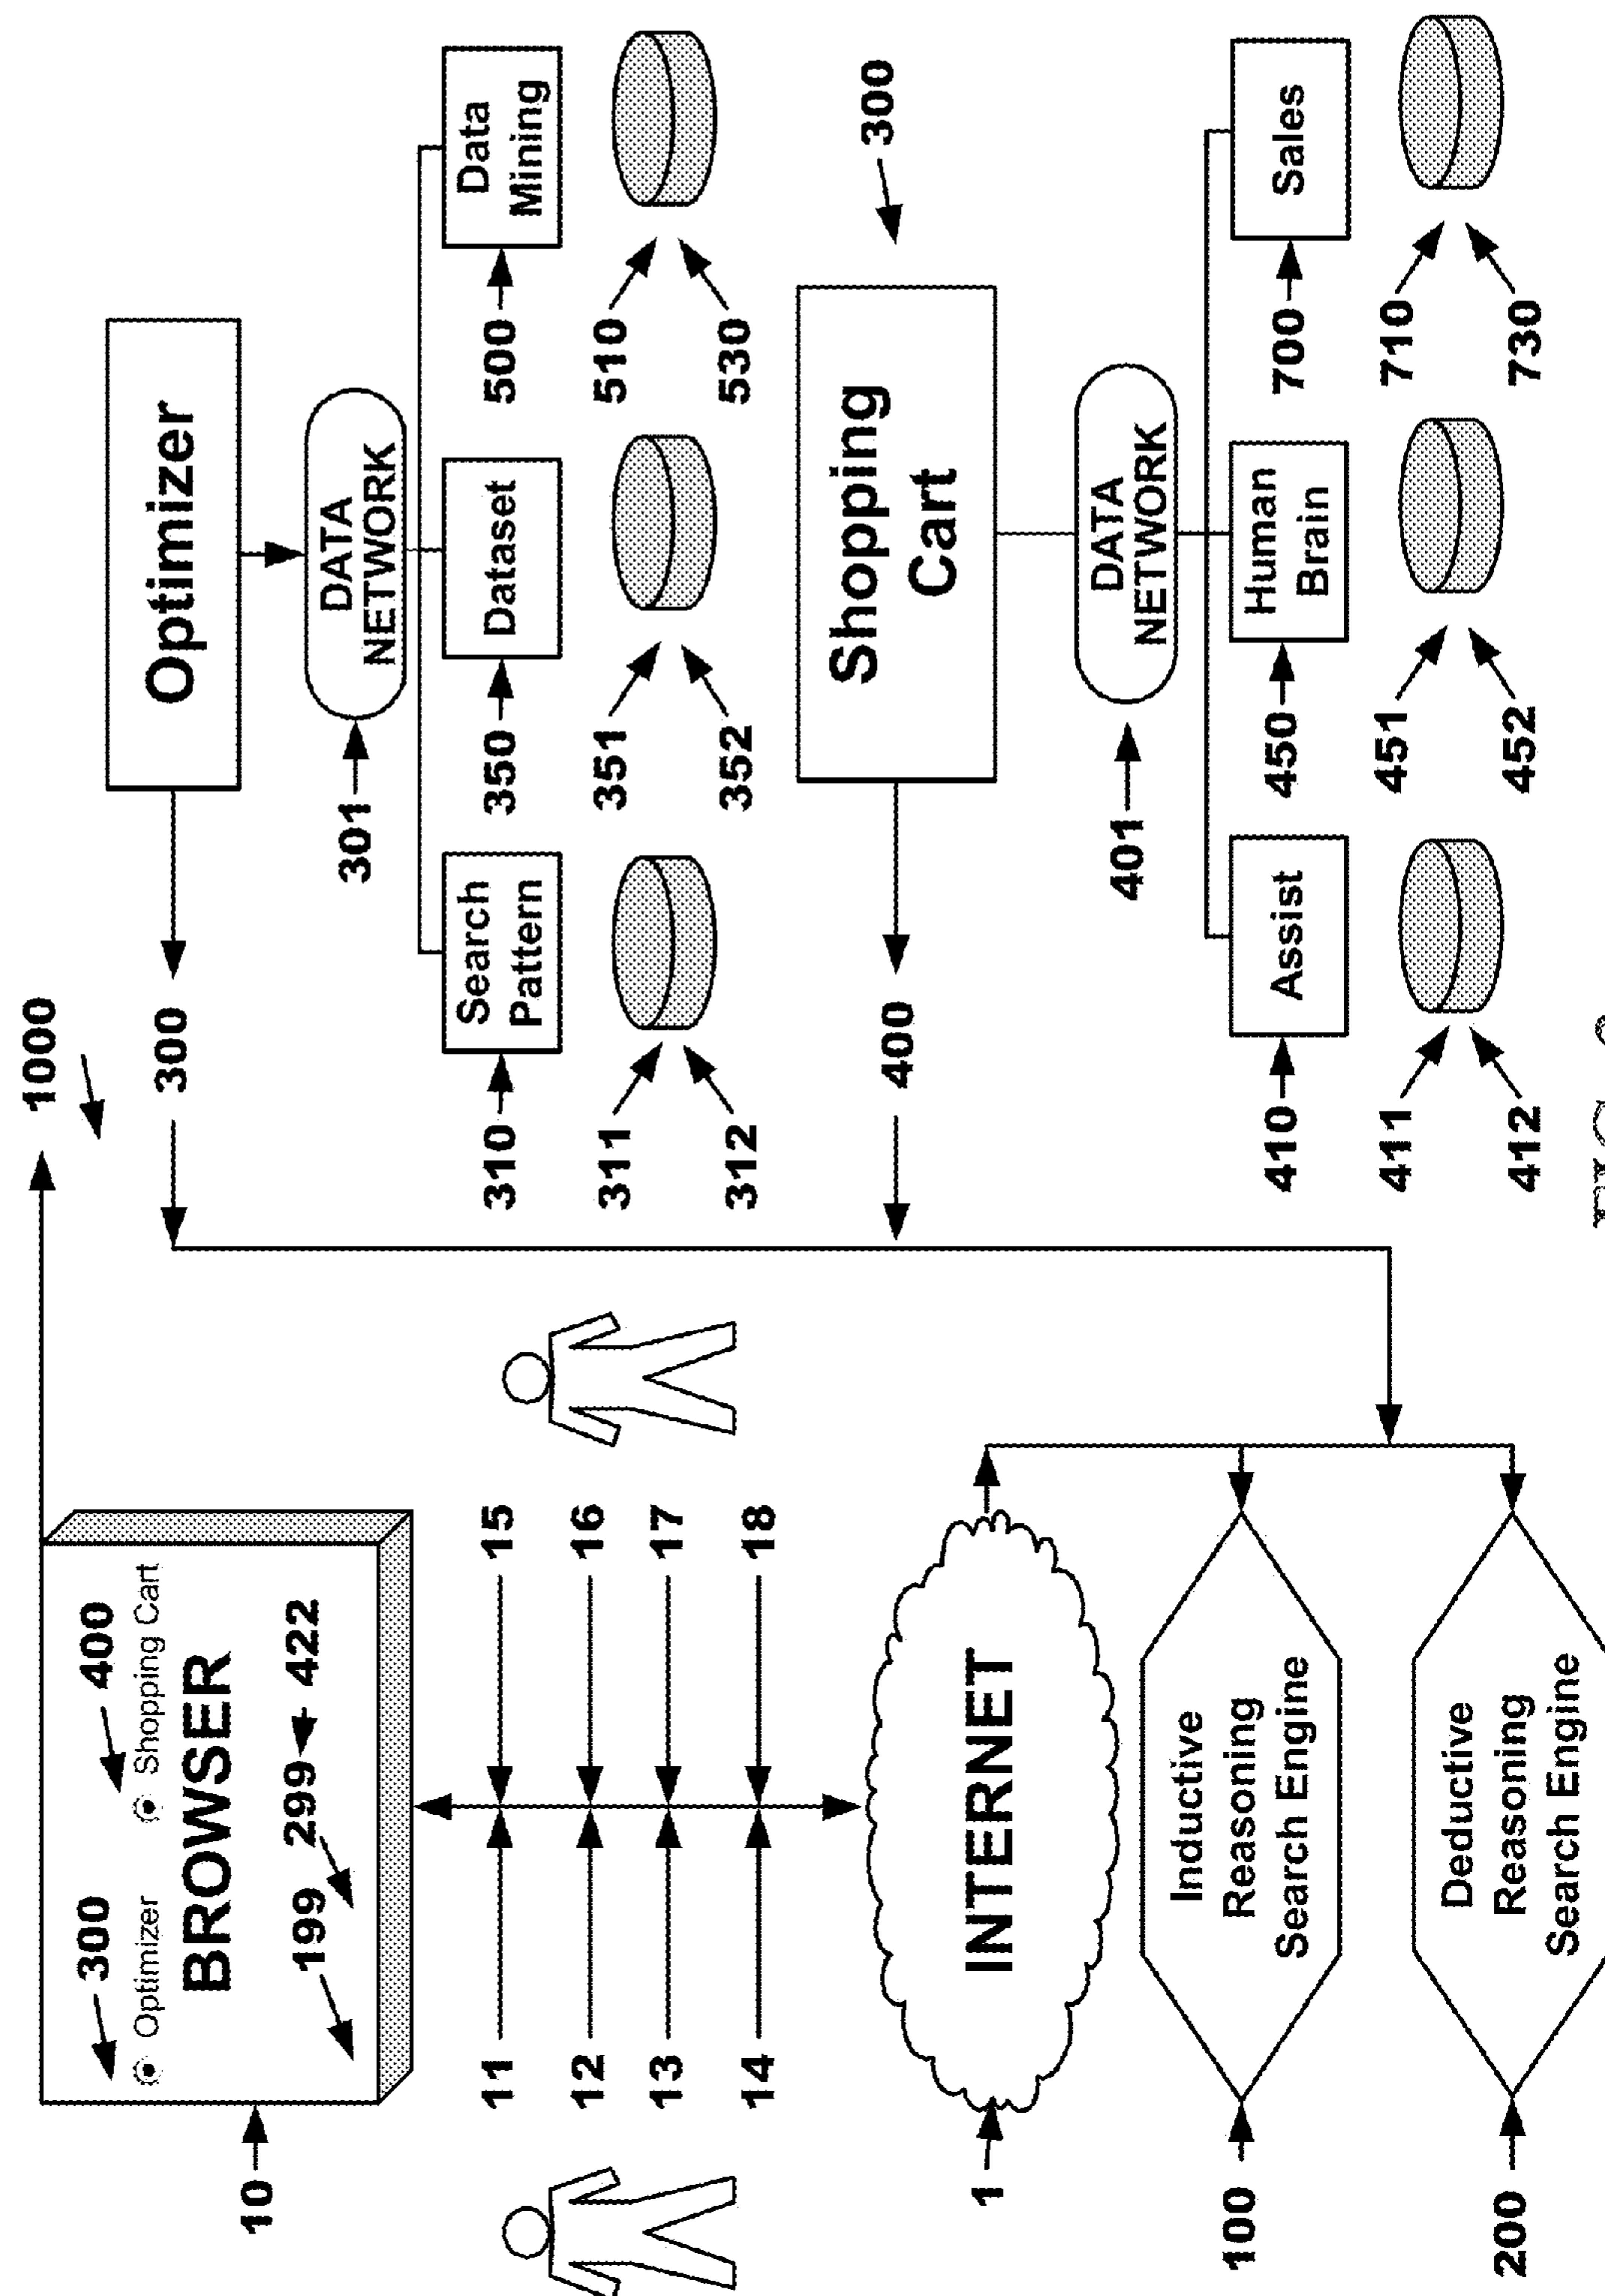 1000
300
400
Optimizer
Shopping Cart
BROWSER
199
299
422
10
300
Optimizer
301
DATA
NETWORK
310
Search
Pattern
350
Dataset
500
Data
Mining
311
312
351
352
510
530
11
12
13
14
15
16
17
18
300
Shopping
Cart
400
401
DATA
NETWORK
410
Assist
450
Human
Brain
700
Sales
411
412
451
452
710
730
1
INTERNET
100
Inductive
Reasoning
Search Engine
200
Deductive
Reasoning
Search Engine